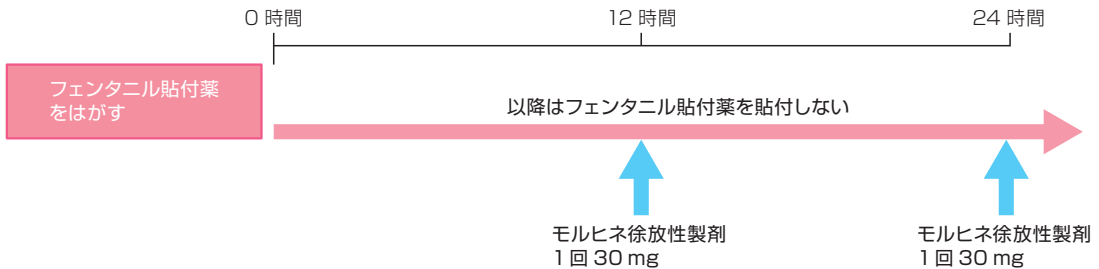 0 時間
12 時間
24 時間
フェンタニル貼付薬
をはがす
以降はフェンタニル貼付薬を貼付しない
モルヒネ徐放性製剤
1 回 30 mg
モルヒネ徐放性製剤
1 回 30 mg